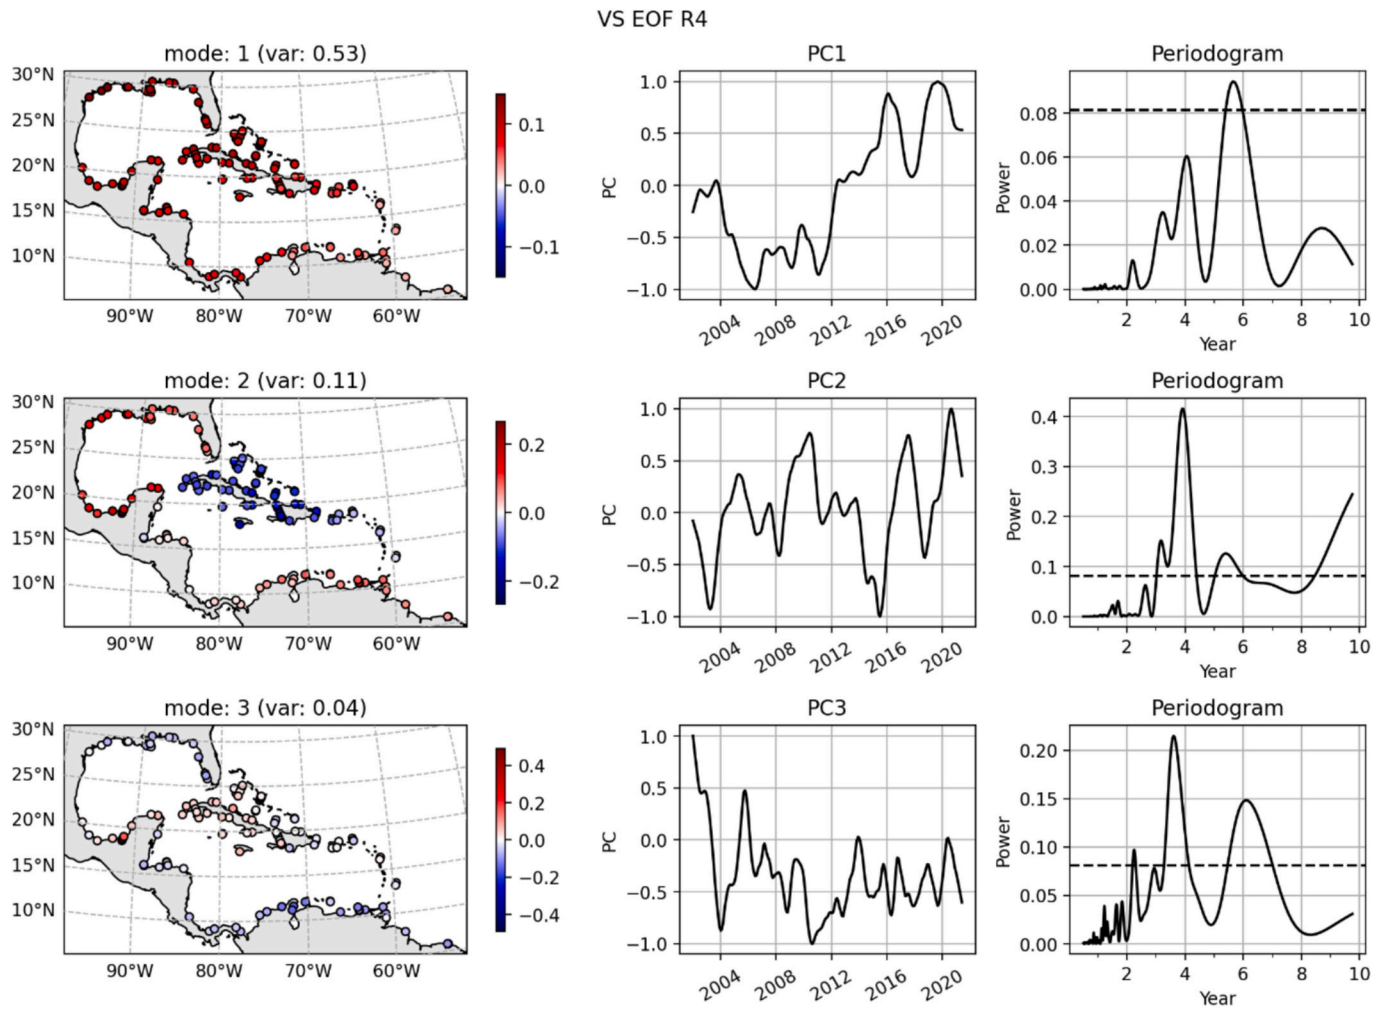 VS EOF R4
mode: 1 (var: 0.53)
PC1
Periodogram
30°N
25°N
20°N
15°N
10°N
90°W 80°W 70°W 60°W
0.1
0.0
−0.1
PC
1.0
0.5
0.0
−0.5
−1.0
2004 2008 2012 2016 2020
Power
0.08
0.06
0.04
0.02
0.00
2 4 6 8 10
Year
mode: 2 (var: 0.11)
PC2
Periodogram
30°N
25°N
20°N
15°N
10°N
90°W 80°W 70°W 60°W
0.2
0.0
−0.2
PC
1.0
0.5
0.0
−0.5
−1.0
2004 2008 2012 2016 2020
Power
0.4
0.3
0.2
0.1
0.0
2 4 6 8 10
Year
mode: 3 (var: 0.04)
PC3
Periodogram
30°N
25°N
20°N
15°N
10°N
90°W 80°W 70°W 60°W
0.4
0.2
0.0
−0.2
−0.4
PC
1.0
0.5
0.0
−0.5
−1.0
2004 2008 2012 2016 2020
Power
0.20
0.15
0.10
0.05
0.00
2 4 6 8 10
Year